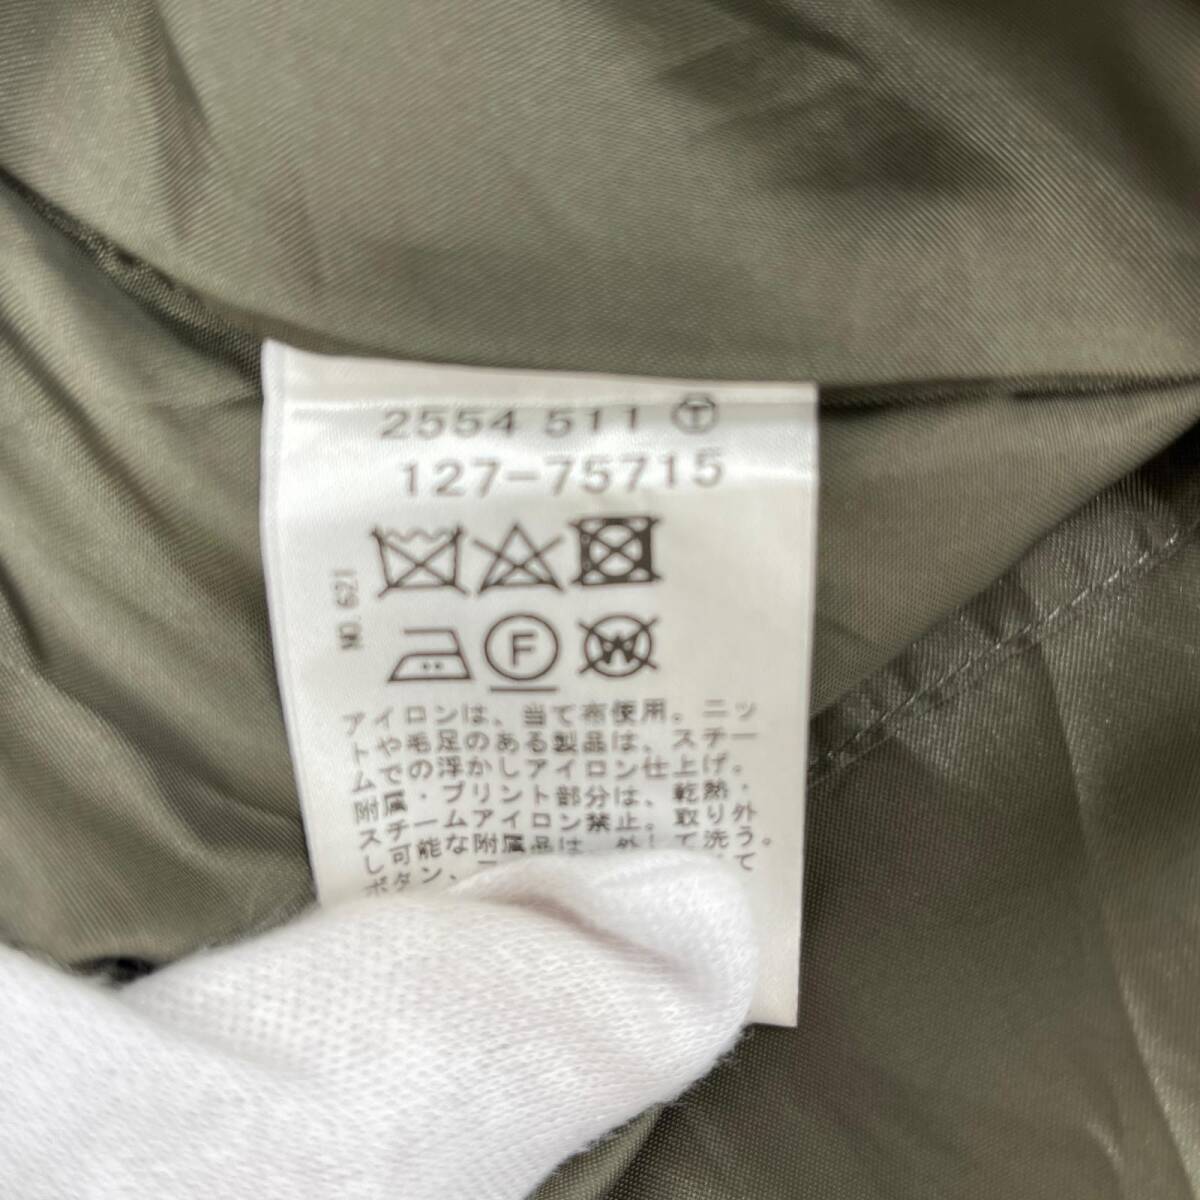 2554 511 Ⓣ
127-75715
NO.621
F
W
アイロンは、当て布使用。ニッ
トや毛足のある製品は、スチー
ムでの浮かしアイロン仕上げ。
附属・プリント部分は、乾熱・
スチームアイロン禁止。取り外
し可能な附属品は、外して洗う。
ボタン、
て